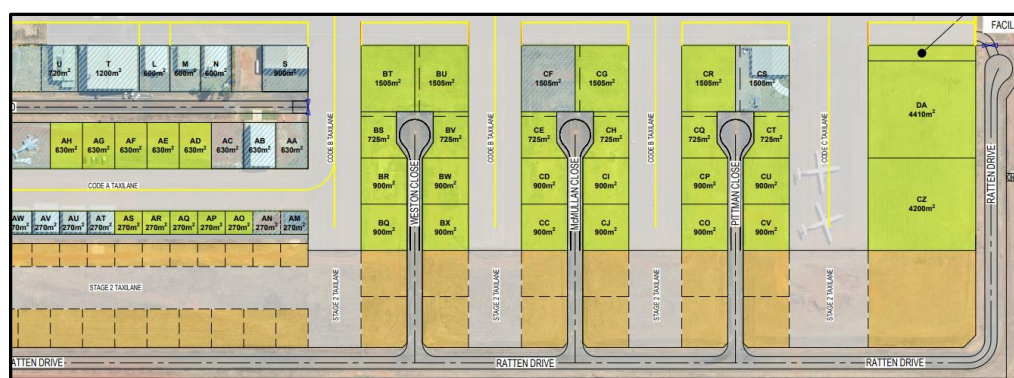 FACIL
U
720m²
T
1200m²
L
600m²
M
600m²
N
600m²
S
900m²
BT
1505m²
BU
1505m²
CF
1505m²
CG
1505m²
CR
1505m²
CS
1505m²
DA
4410m²
AH
630m²
AG
630m²
AF
630m²
AE
630m²
AD
630m²
AC
630m²
AB
630m²
AA
630m²
CODE B TAXILANE
BS
725m²
BV
725m²
CODE B TAXILANE
CE
725m²
CH
725m²
CODE B TAXILANE
CQ
725m²
CT
725m²
CODE C TAXILANE
CODE A TAXILANE
BR
900m²
WESTON CLOSE
BW
900m²
CD
900m²
McMULLAN CLOSE
CI
900m²
CP
900m²
PITTMAN CLOSE
CU
900m²
RATTEN DRIVE
CZ
4200m²
AW
70m²
AV
270m²
AU
270m²
AT
270m²
AS
270m²
AR
270m²
AQ
270m²
AP
270m²
AO
270m²
AN
270m²
AM
270m²
BQ
900m²
BX
900m²
CC
900m²
CJ
900m²
CO
900m²
CV
900m²
STAGE 2 TAXILANE
STAGE 2 TAXILANE
STAGE 2 TAXILANE
STAGE 2 TAXILANE
STAGE 2 TAXILANE
ATTEN DRIVE
RATTEN DRIVE
RATTEN DRIVE